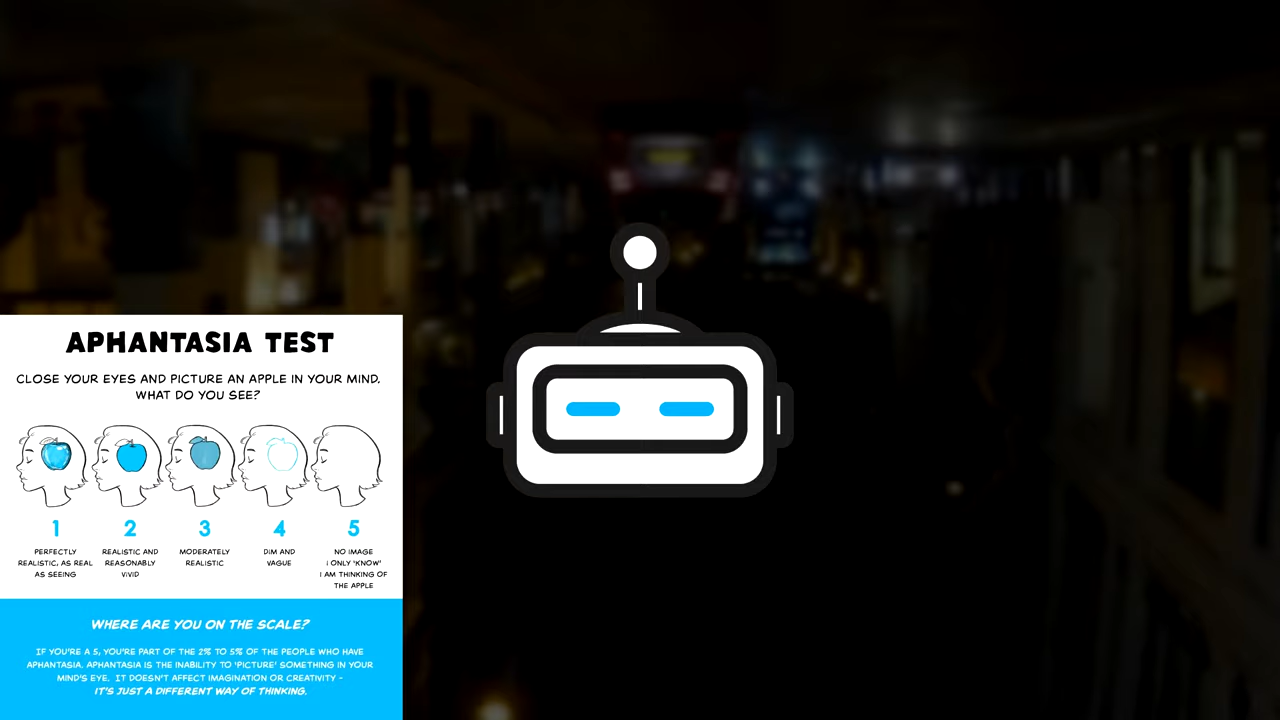 APHANTASIA TEST
CLOSE YOUR EYES AND PICTURE AN APPLE IN YOUR MIND.
WHAT DO YOU SEE?
1
PERFECTLY
REALISTIC, AS REAL
AS SEEING
2
REALISTIC AND
REASONABLY
VIVID
3
MODERATELY
REALISTIC
4
DIM AND
VAGUE
5
NO IMAGE
I ONLY "KNOW"
I AM THINKING OF
THE APPLE
WHERE ARE YOU ON THE SCALE?
IF YOU'RE A 5, YOU'RE PART OF THE 2% TO 5% OF THE PEOPLE WHO HAVE
APHANTASIA. APHANTASIA IS THE INABILITY TO 'PICTURE' SOMETHING IN YOUR
MIND'S EYE. IT DOESN'T AFFECT IMAGINATION OR CREATIVITY -
IT'S JUST A DIFFERENT WAY OF THINKING.